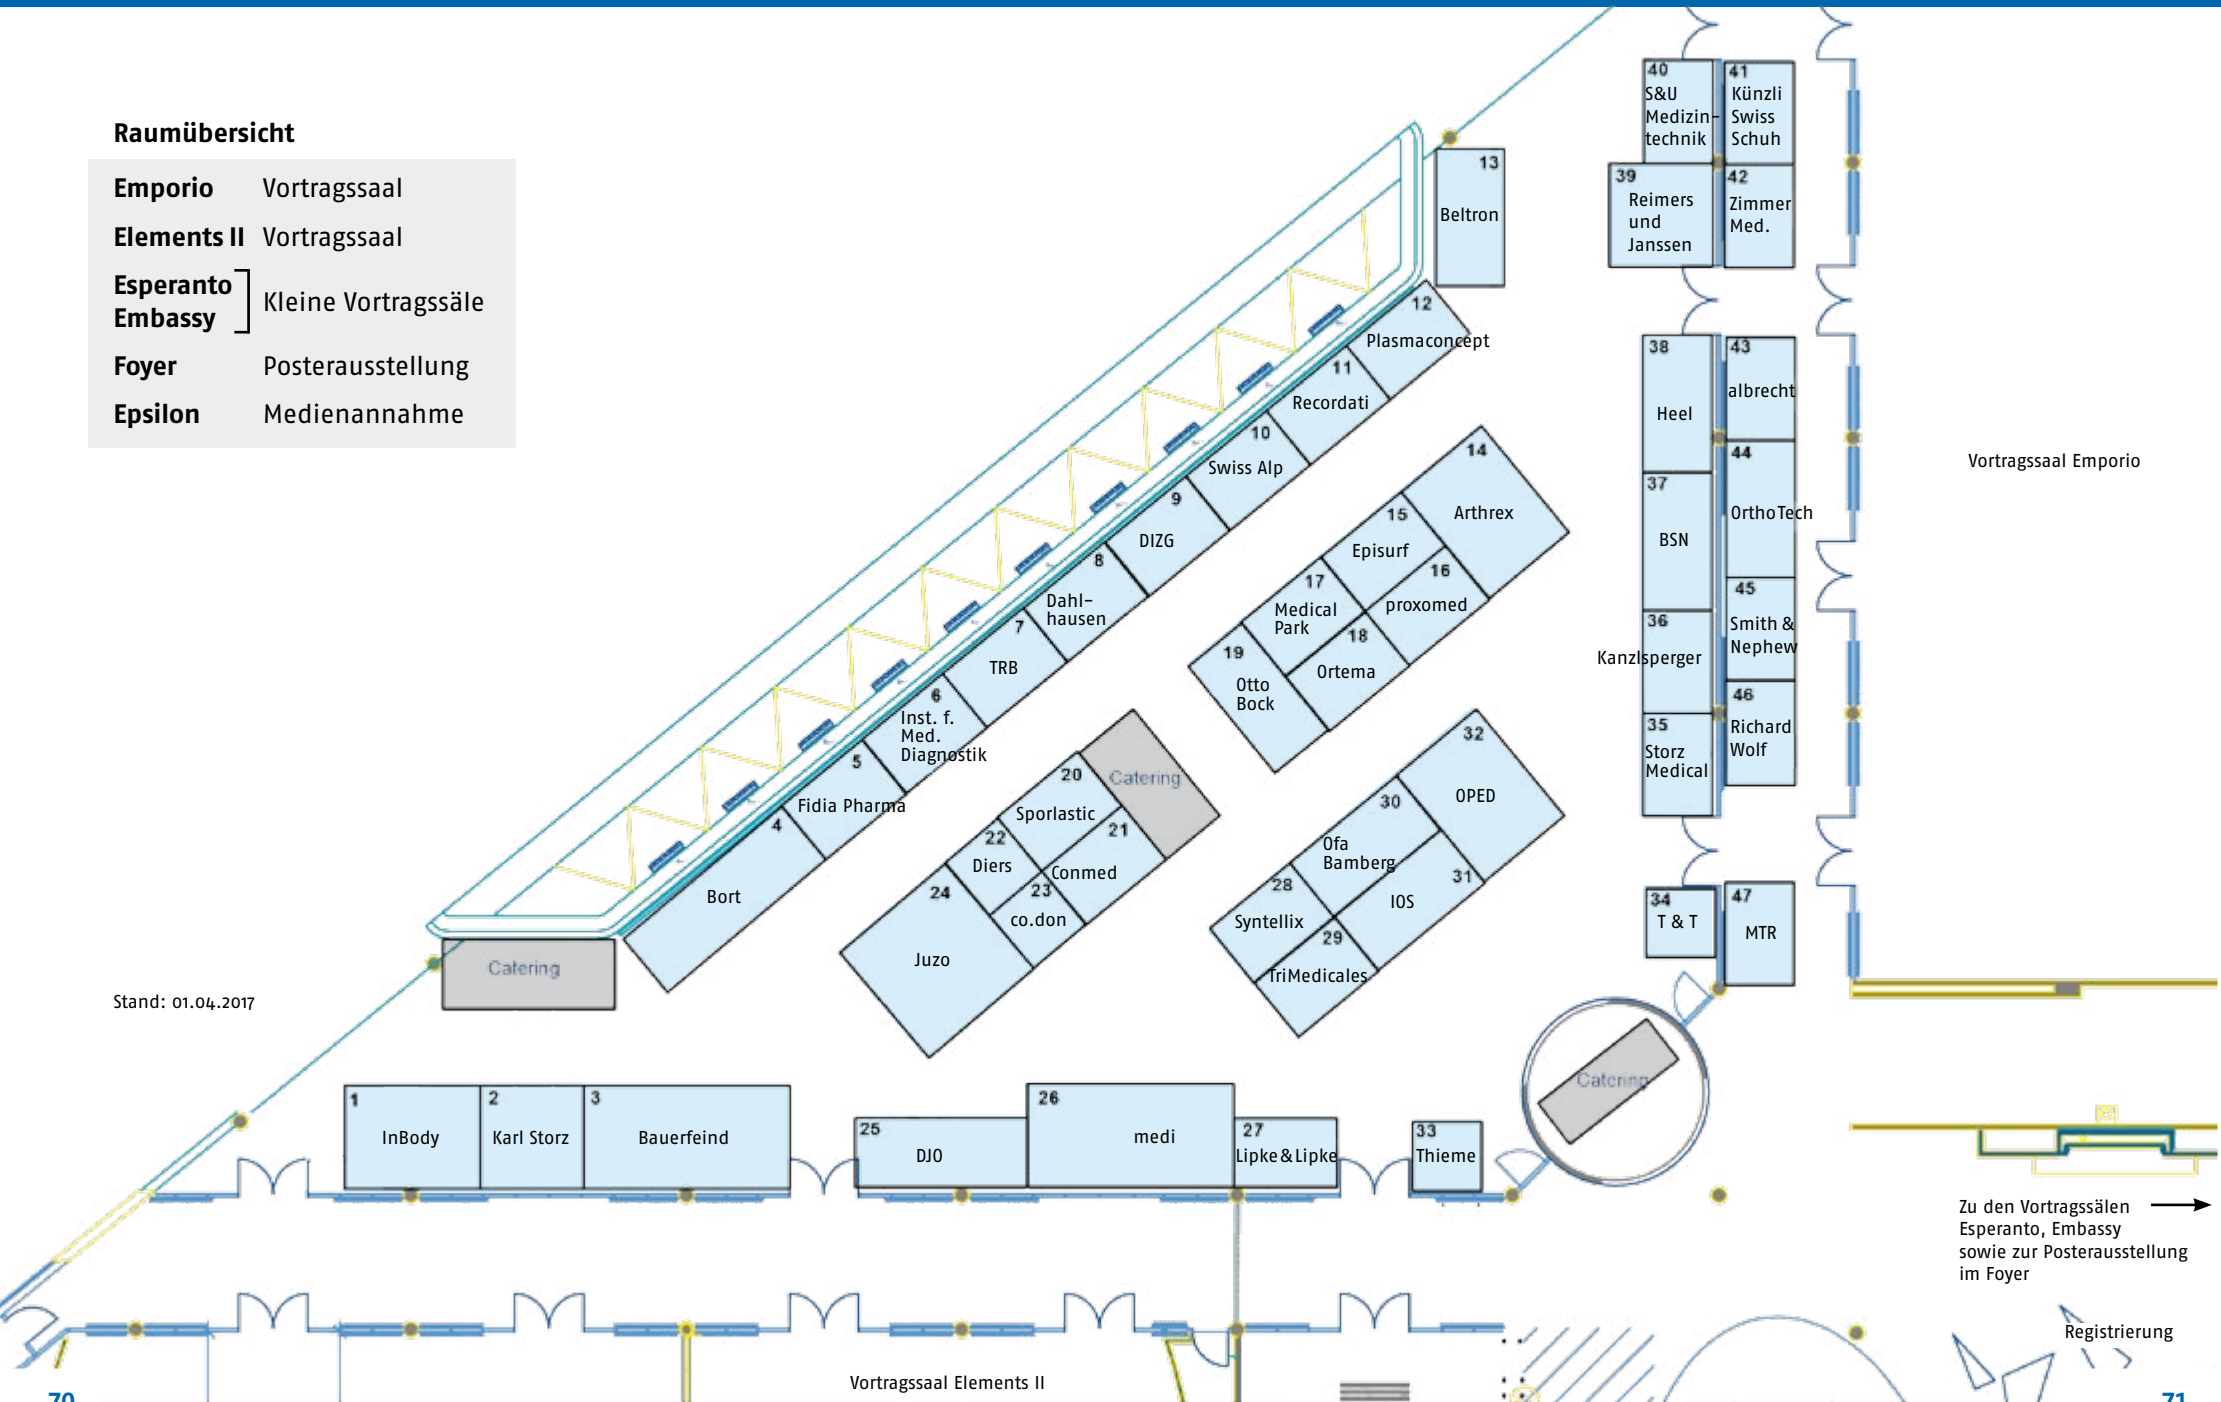 Raumübersicht
Emporio Vortragssaal
Elements II Vortragssaal
Esperanto
Embassy
Kleine Vortragssäle
Foyer Posterausstellung
Epsilon Medienannahme
Stand: 01.04.2017
1
InBody
2
Karl Storz
3
Bauerfeind
Catering
4
Bort
5
Fidia Pharma
6
Inst. f.
Med.
Diagnostik
7
TRB
8
Dahl-
hausen
9
DIZG
10
Swiss Alp
11
Recordati
12
Plasmaconcept
13
Beltron
14
Arthrex
15
Episurf
16
proxomed
17
Medical
Park
18
Ortema
19
Otto
Bock
Catering
20
Sporlastic
21
Conmed
22
Diers
23
co.don
24
Juzo
25
DJO
26
medi
27
Lipke & Lipke
28
Syntellix
29
TriMedicales
30
Ofa
Bamberg
31
IOS
32
OPED
33
Thieme
Catering
34
T & T
35
Storz
Medical
36
Kanzlsperger
37
BSN
38
Heel
39
Reimers
und
Janssen
40
S&U
Medizin-
technik
41
Künzli
Swiss
Schuh
42
Zimmer
Med.
43
albrecht
44
OrthoTech
45
Smith &
Nephew
46
Richard
Wolf
47
MTR
Vortragssaal Emporio
Zu den Vortragssälen
Esperanto, Embassy
sowie zur Posterausstellung
im Foyer
Registrierung
Vortragssaal Elements II
70
71